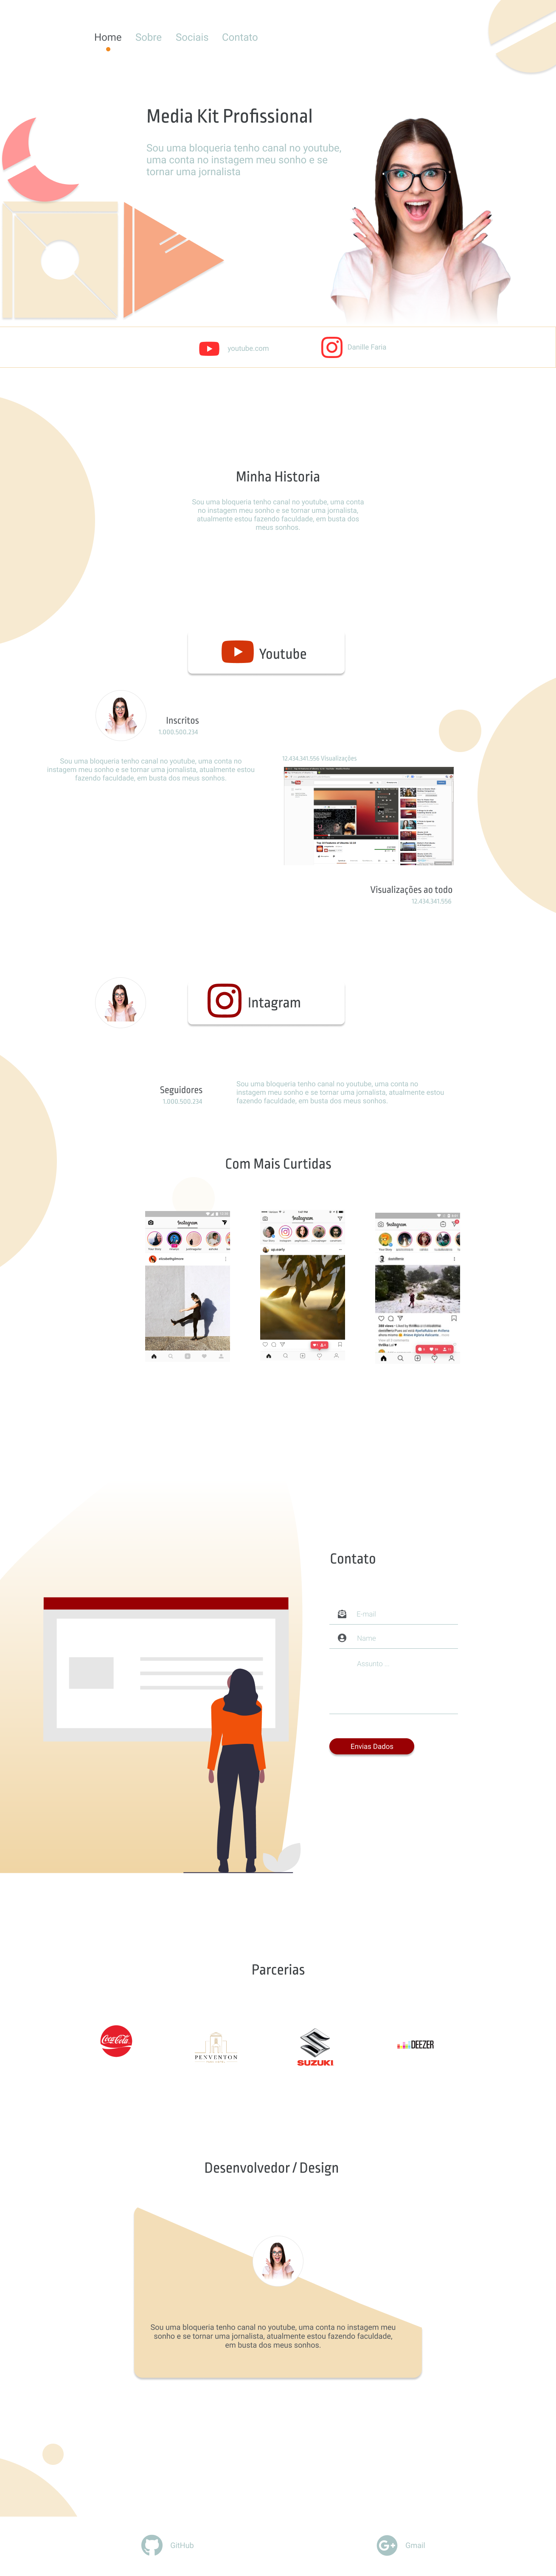 Home Sobre Sociais Contato
Media Kit Profissional
Sou uma bloqueria tenho canal no youtube,
uma conta no instagem meu sonho e se
tornar uma jornalista
youtube.com
Danille Faria
Minha Historia
Sou uma bloqueria tenho canal no youtube, uma conta
no instagem meu sonho e se tornar uma jornalista,
atualmente estou fazendo faculdade, em busta dos
meus sonhos.
Youtube
Inscritos
1.000.500.234
Sou uma bloqueria tenho canal no youtube, uma conta no
instagem meu sonho e se tornar uma jornalista, atualmente estou
fazendo faculdade, em busta dos meus sonhos.
12.434.341.556 Visualizações
Visualizações ao todo
12.434.341.556
Intagram
Seguidores
1.000.500.234
Sou uma bloqueria tenho canal no youtube, uma conta no
instagem meu sonho e se tornar uma jornalista, atualmente estou
fazendo faculdade, em busta dos meus sonhos.
Com Mais Curtidas
Instagram
Instagram
Instagram
Contato
E-mail
Name
Assunto...
Envias Dados
Parcerias
Coca-Cola
PENVENTON
SUZUKI
DEEZER
Desenvolvedor / Design
Sou uma bloqueria tenho canal no youtube, uma conta no instagem meu
sonho e se tornar uma jornalista, atualmente estou fazendo faculdade,
em busta dos meus sonhos.
GitHub
Gmail